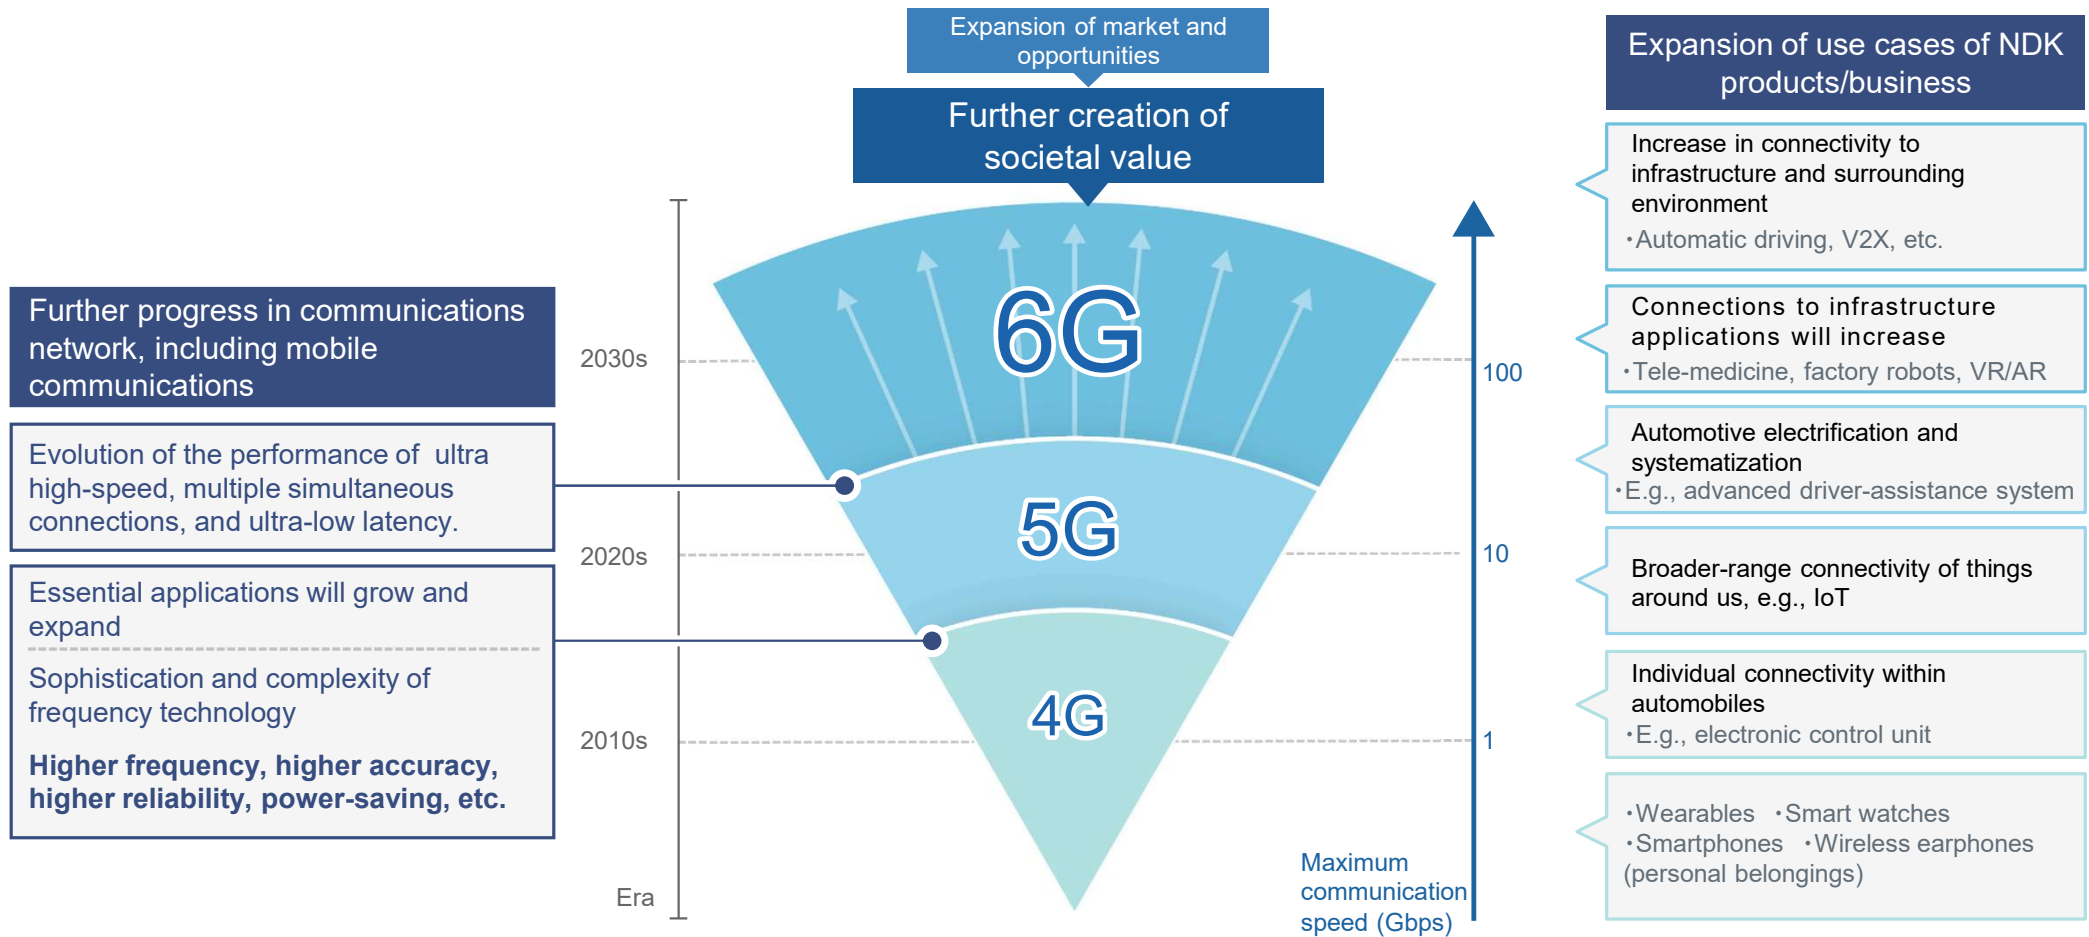 Expansion of market and
opportunities
Further creation of
societal value
Further progress in communications
network, including mobile
communications
Evolution of the performance of  ultra
high-speed, multiple simultaneous
connections, and ultra-low latency.
Essential applications will grow and
expand
Sophistication and complexity of
frequency technology
Higher frequency, higher accuracy,
higher reliability, power-saving, etc.
2030s
2020s
2010s
Era
6G
5G
4G
100
10
1
Maximum
communication
speed (Gbps)
Expansion of use cases of NDK
products/business
Increase in connectivity to
infrastructure and surrounding
environment
・Automatic driving, V2X, etc.
Connections to infrastructure
applications will increase
・Tele-medicine, factory robots, VR/AR
Automotive electrification and
systematization
・E.g., advanced driver-assistance system
Broader-range connectivity of things
around us, e.g., IoT
Individual connectivity within
automobiles
・E.g., electronic control unit
・Wearables ・Smart watches
・Smartphones ・Wireless earphones
(personal belongings)